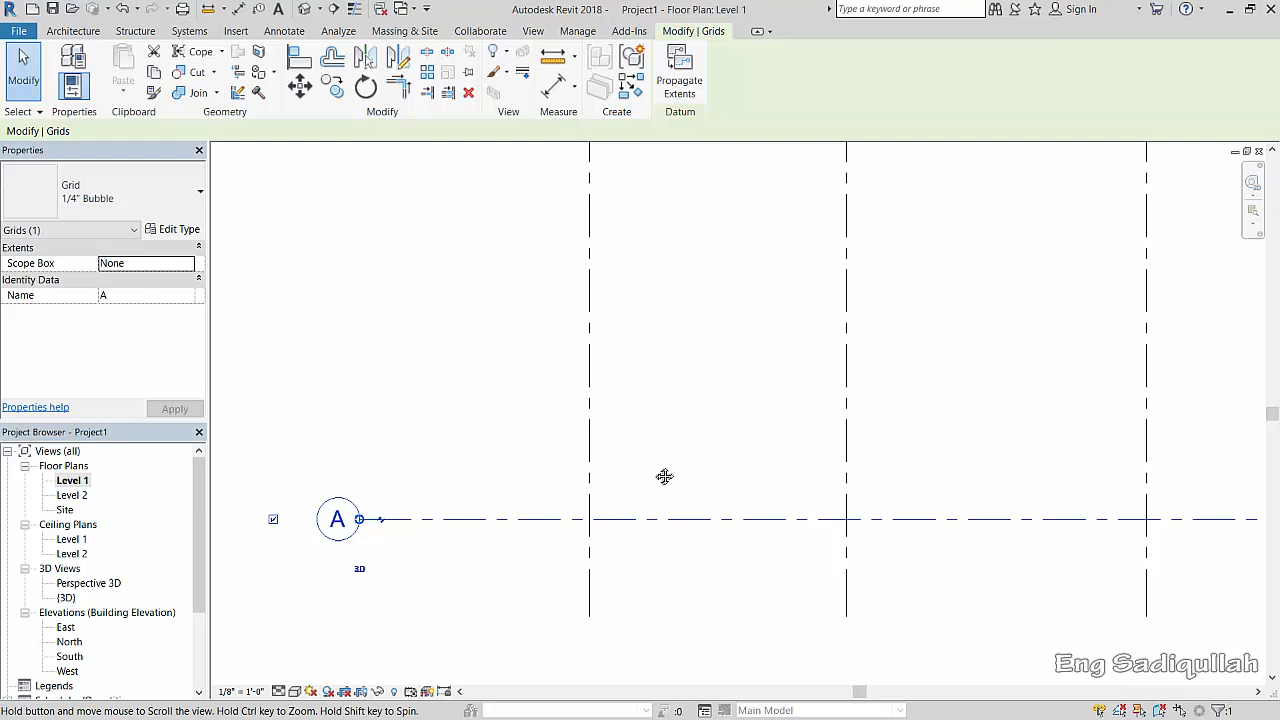 Autodesk Revit 2018 - Project1 - Floor Plan: Level 1
Type a keyword or phrase
Sign In
File
Architecture
Structure
Systems
Insert
Annotate
Analyze
Massing & Site
Collaborate
View
Manage
Add-Ins
Modify | Grids
Modify
Paste
Cope
Cut
Join
Propagate
Extents
Select
Properties
Clipboard
Geometry
Modify
View
Measure
Create
Datum
Modify | Grids
Properties
Grid
1/4" Bubble
Grids (1)
Edit Type
Extents
Scope Box
None
Identity Data
Name
A
Properties help
Apply
Project Browser - Project1
Views (all)
Floor Plans
Level 1
Level 2
Site
Ceiling Plans
Level 1
Level 2
3D Views
Perspective 3D
{3D}
Elevations (Building Elevation)
East
North
South
West
Legends
A
3D
Eng Sadiqullah
1/8" = 1'-0"
Hold button and move mouse to Scroll the view. Hold Ctrl key to Zoom. Hold Shift key to Spin.
:0
Main Model
:1